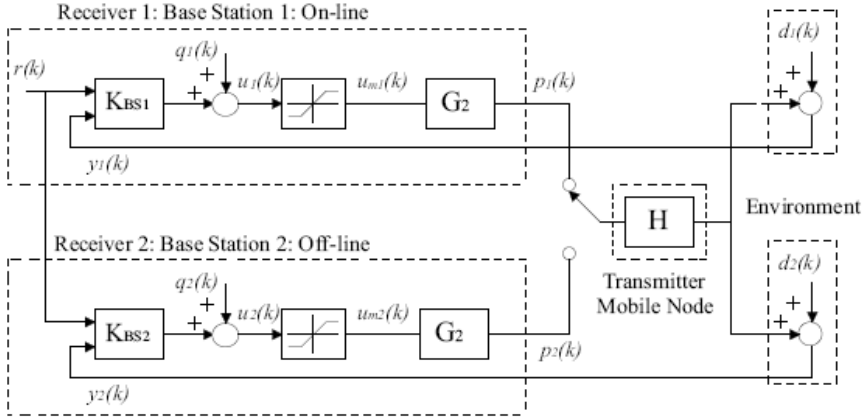 Receiver 1: Base Station 1: On-line
r(k)
q1(k)
+
+
u1(k)
um1(k)
KBS1
G2
p1(k)
y1(k)
d1(k)
+
+
Environment
H
Transmitter
Mobile Node
Receiver 2: Base Station 2: Off-line
q2(k)
+
+
u2(k)
um2(k)
KBS2
G2
p2(k)
y2(k)
d2(k)
+
+